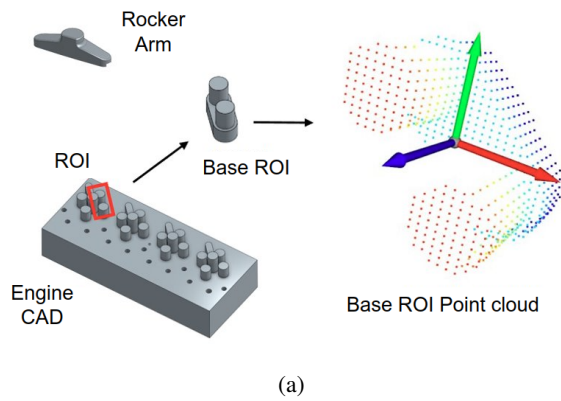 Rocker
Arm
ROI
Base ROI
Engine
CAD
Base ROI Point cloud
(a)